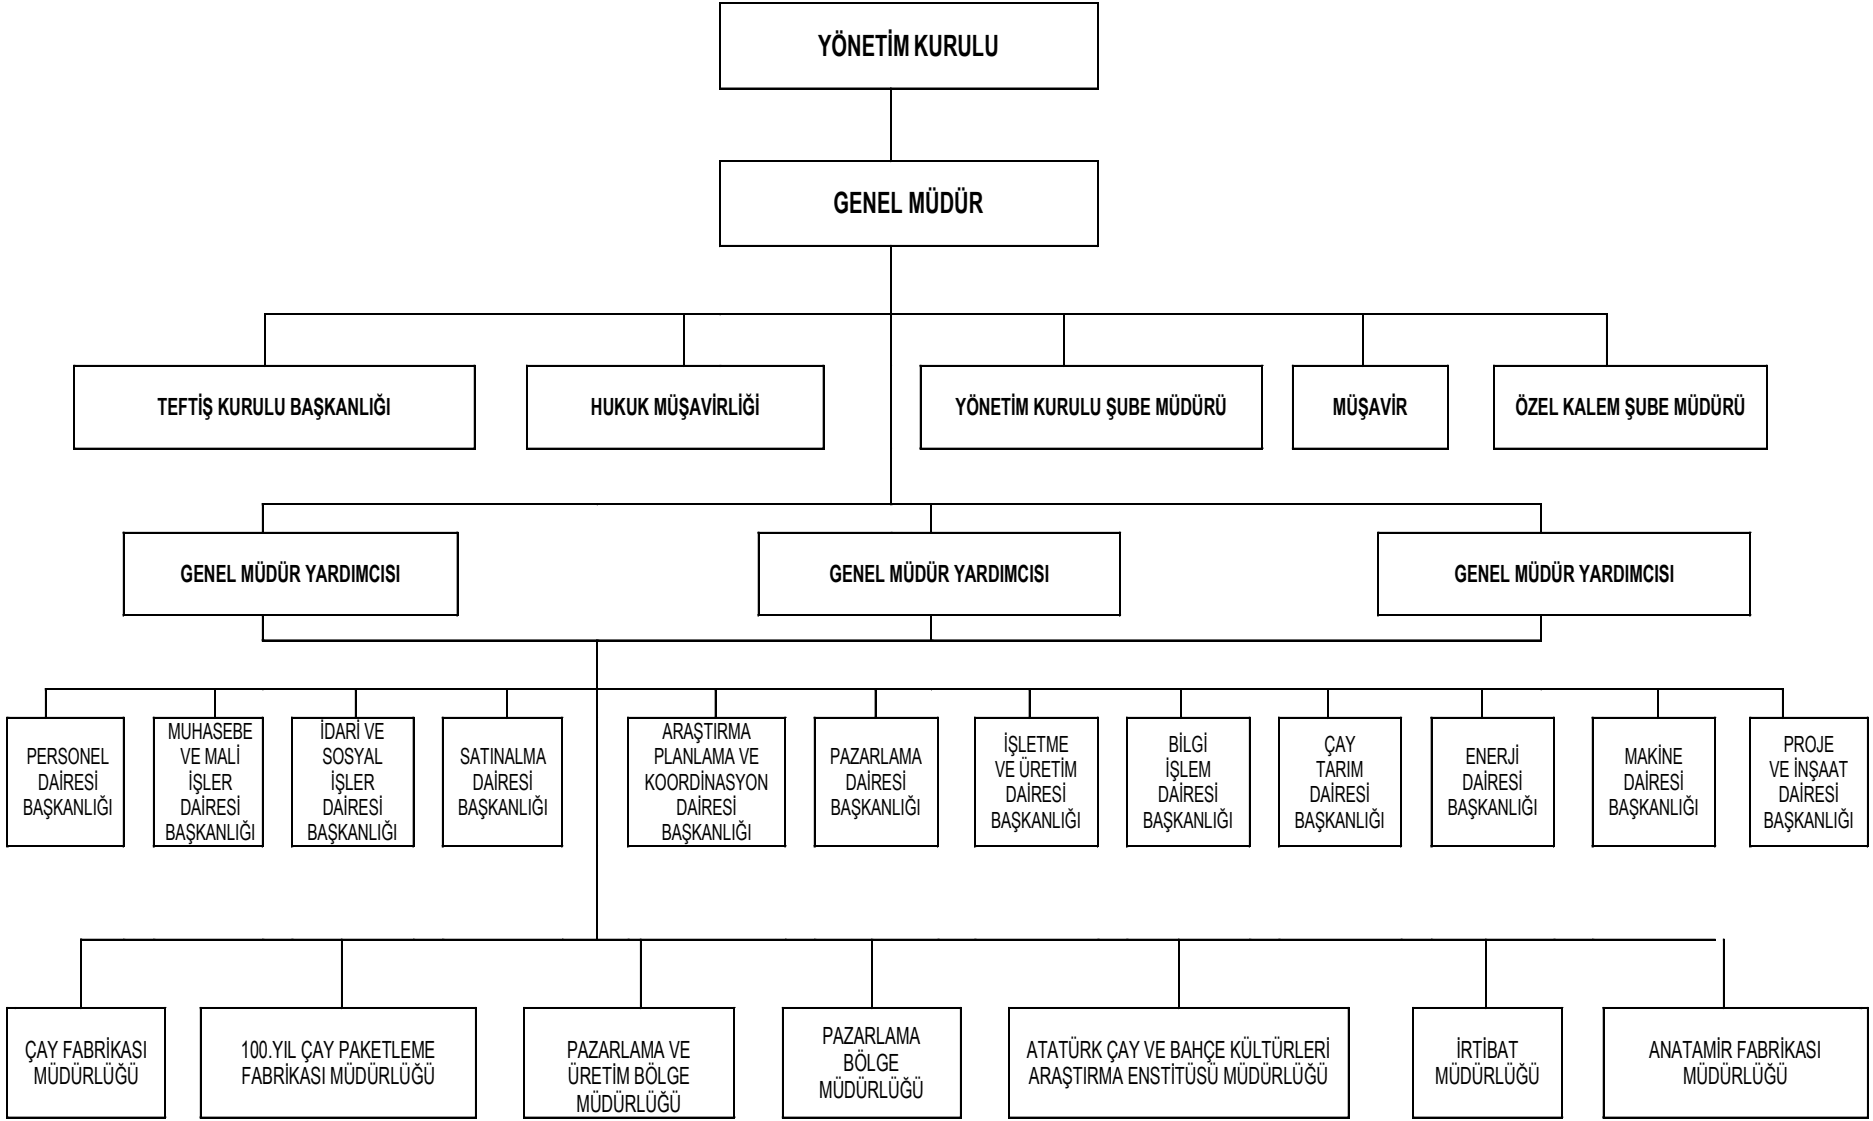 YÖNETİM KURULU
GENEL MÜDÜR
TEFTİŞ KURULU BAŞKANLIĞI
HUKUK MÜŞAVİRLİĞİ
YÖNETİM KURULU ŞUBE MÜDÜRÜ
MÜŞAVİR
ÖZEL KALEM ŞUBE MÜDÜRÜ
GENEL MÜDÜR YARDIMCISI
GENEL MÜDÜR YARDIMCISI
GENEL MÜDÜR YARDIMCISI
PERSONEL
DAİRESİ
BAŞKANLIĞI
MUHASEBE
VE MALİ
İŞLER
DAİRESİ
BAŞKANLIĞI
İDARİ VE
SOSYAL
İŞLER
DAİRESİ
BAŞKANLIĞI
SATINALMA
DAİRESİ
BAŞKANLIĞI
ARAŞTIRMA
PLANLAMA VE
KOORDİNASYON
DAİRESİ
BAŞKANLIĞI
PAZARLAMA
DAİRESİ
BAŞKANLIĞI
İŞLETME
VE ÜRETİM
DAİRESİ
BAŞKANLIĞI
BİLGİ
İŞLEM
DAİRESİ
BAŞKANLIĞI
ÇAY
TARIM
DAİRESİ
BAŞKANLIĞI
ENERJİ
DAİRESİ
BAŞKANLIĞI
MAKİNE
DAİRESİ
BAŞKANLIĞI
PROJE
VE İNŞAAT
DAİRESİ
BAŞKANLIĞI
ÇAY FABRİKASI
MÜDÜRLÜĞÜ
100.YIL ÇAY PAKETLEME
FABRİKASI MÜDÜRLÜĞÜ
PAZARLAMA VE
ÜRETİM BÖLGE
MÜDÜRLÜĞÜ
PAZARLAMA
BÖLGE
MÜDÜRLÜĞÜ
ATATÜRK ÇAY VE BAHÇE KÜLTÜRLERİ
ARAŞTIRMA ENSTİTÜSÜ MÜDÜRLÜĞÜ
İRTİBAT
MÜDÜRLÜĞÜ
ANATAMİR FABRİKASI
MÜDÜRLÜĞÜ